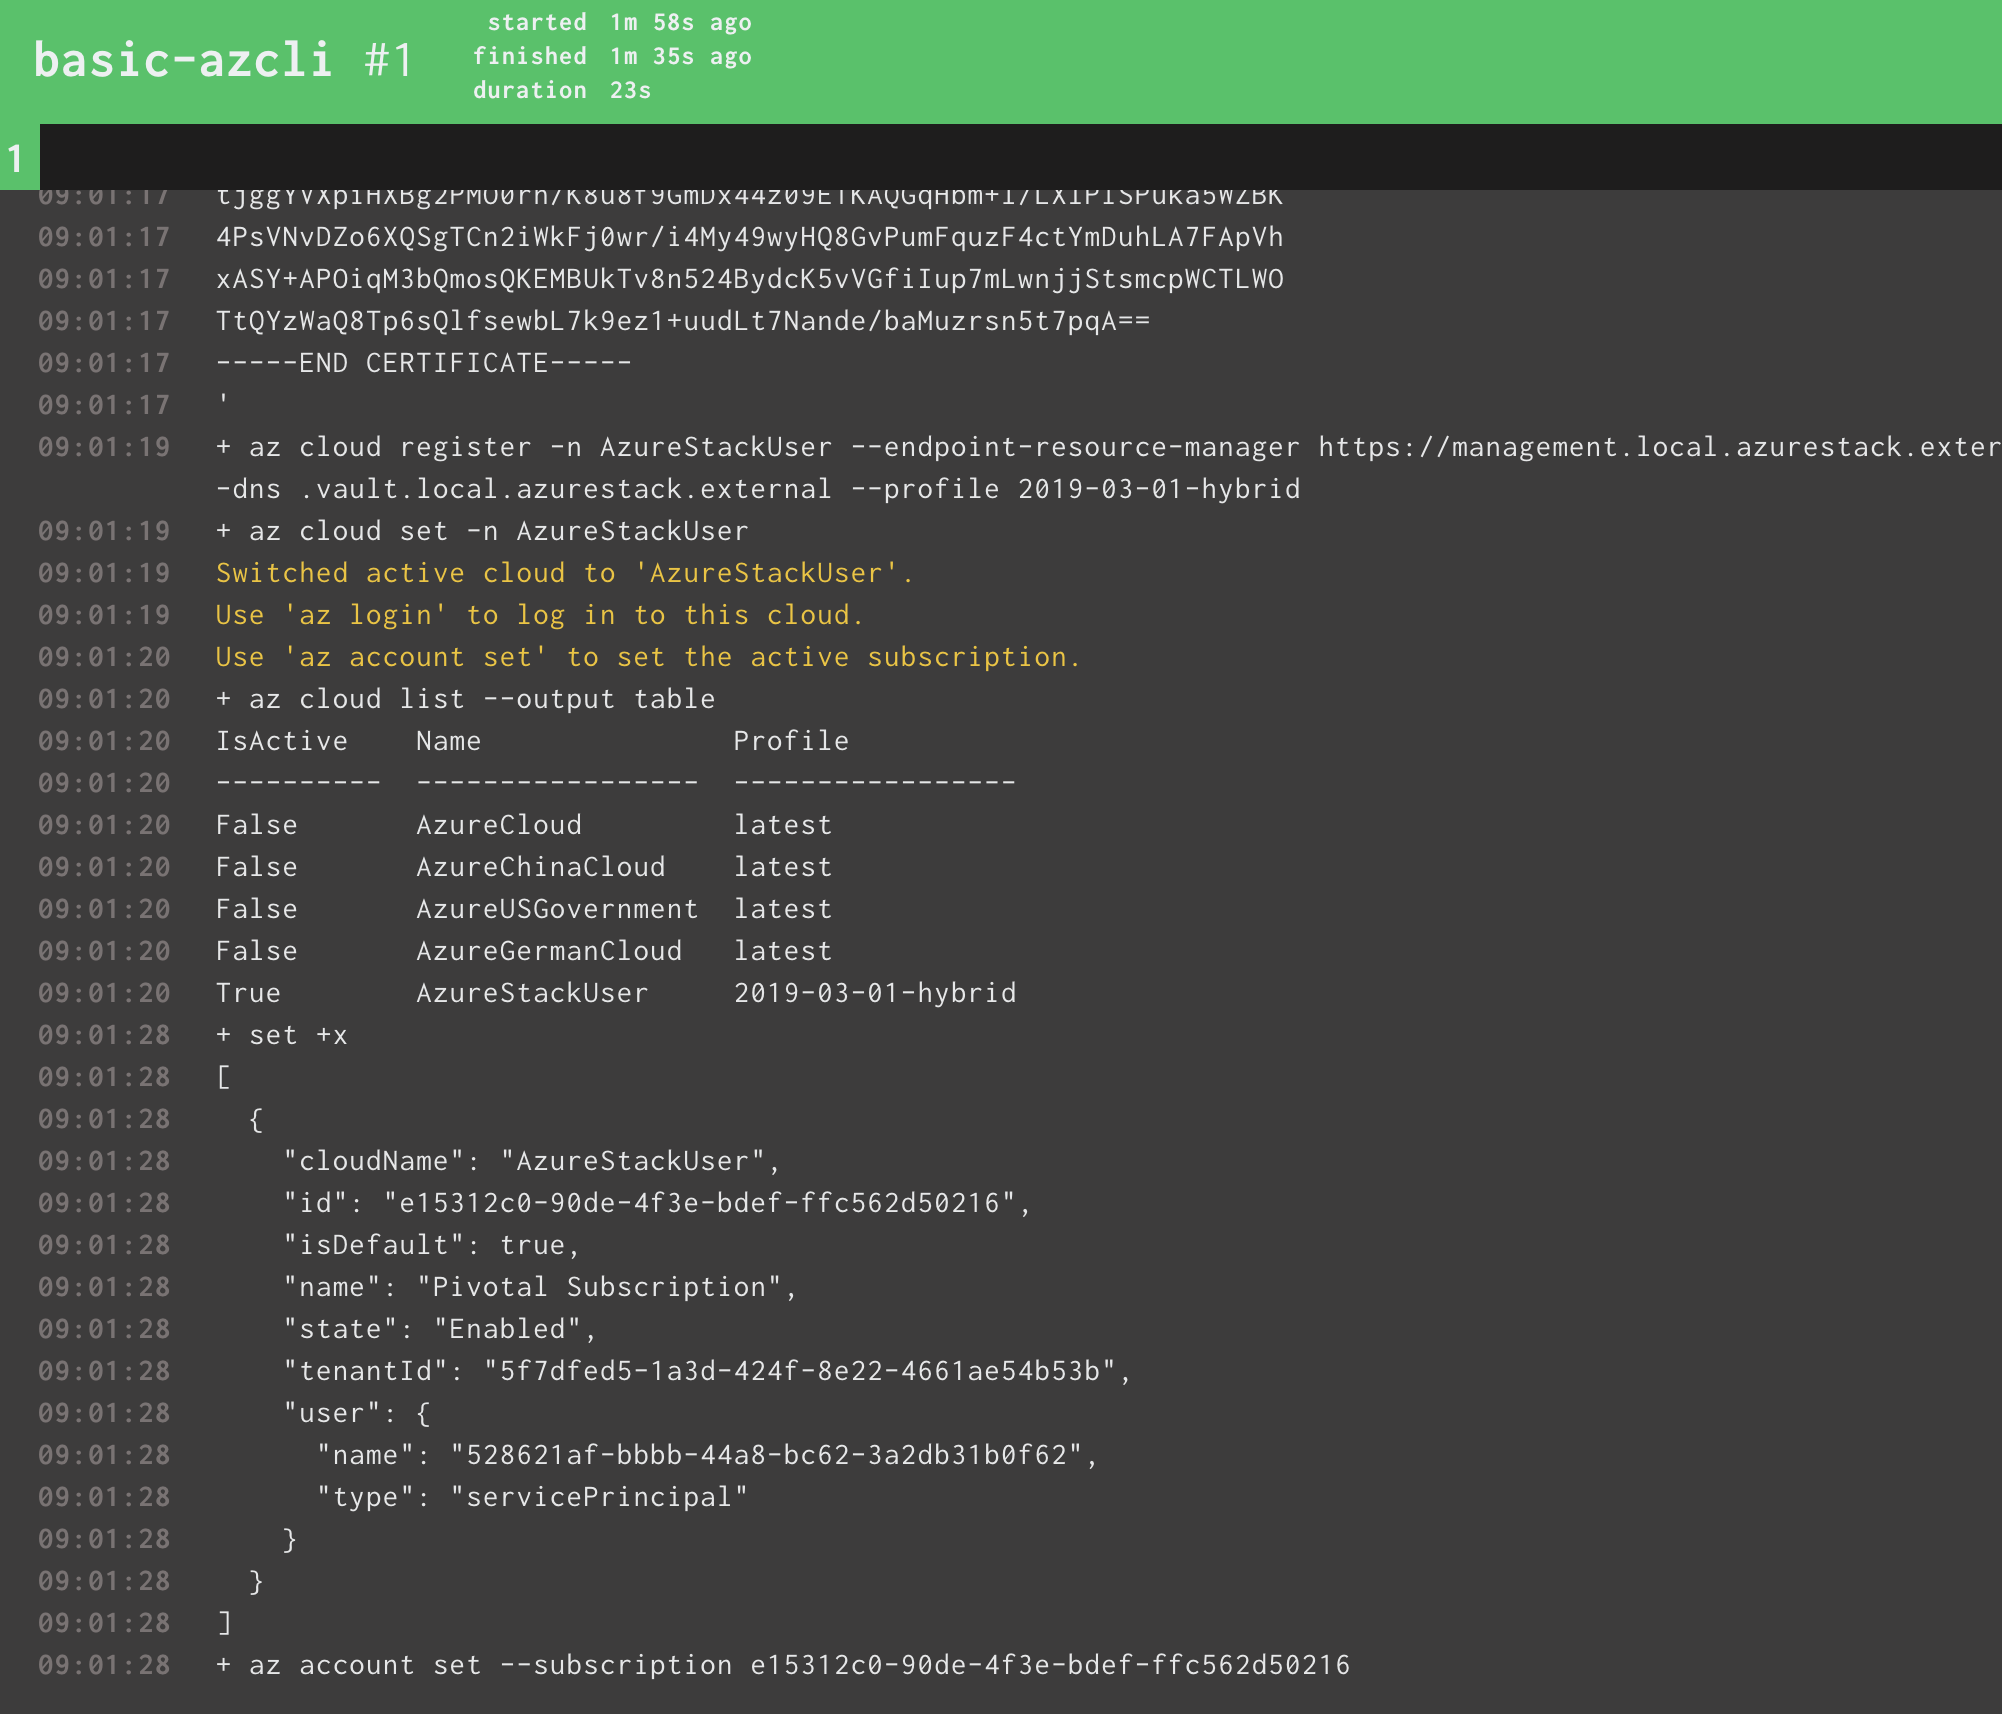 basic-azcli #1
started 1m 58s ago
finished 1m 35s ago
duration 23s
1
09:01:17 tjggYVXpiHXBg2PMO0rn/K8u8f9GmDx44z09E1KAQGqHbm+I/LXIPISPuka5WZBK
09:01:17 4PsVNvDZo6XQSgTCn2iWkFj0wr/i4My49wyHQ8GvPumFquzF4ctYmDuhLA7FApVh
09:01:17 xASY+APOiqM3bQmosQKEMBUkTv8n524BydcK5vVGfiIup7mLwnjjStsmcpWCTLWO
09:01:17 TtQYzWaQ8Tp6sQlfsewbL7k9ez1+uudLt7Nande/baMuzrsn5t7pqA==
09:01:17 -----END CERTIFICATE-----
09:01:17 '
09:01:19 + az cloud register -n AzureStackUser --endpoint-resource-manager https://management.local.azurestack.exter
-dns .vault.local.azurestack.external --profile 2019-03-01-hybrid
09:01:19 + az cloud set -n AzureStackUser
09:01:19 Switched active cloud to 'AzureStackUser'.
09:01:19 Use 'az login' to log in to this cloud.
09:01:20 Use 'az account set' to set the active subscription.
09:01:20 + az cloud list --output table
09:01:20 IsActive Name Profile
09:01:20 ---------- ----------------- -----------------
09:01:20 False AzureCloud latest
09:01:20 False AzureChinaCloud latest
09:01:20 False AzureUSGovernment latest
09:01:20 False AzureGermanCloud latest
09:01:20 True AzureStackUser 2019-03-01-hybrid
09:01:28 + set +x
09:01:28 [
09:01:28 {
09:01:28 "cloudName": "AzureStackUser",
09:01:28 "id": "e15312c0-90de-4f3e-bdef-ffc562d50216",
09:01:28 "isDefault": true,
09:01:28 "name": "Pivotal Subscription",
09:01:28 "state": "Enabled",
09:01:28 "tenantId": "5f7dfed5-1a3d-424f-8e22-4661ae54b53b",
09:01:28 "user": {
09:01:28 "name": "528621af-bbbb-44a8-bc62-3a2db31b0f62",
09:01:28 "type": "servicePrincipal"
09:01:28 }
09:01:28 }
09:01:28 ]
09:01:28 + az account set --subscription e15312c0-90de-4f3e-bdef-ffc562d50216